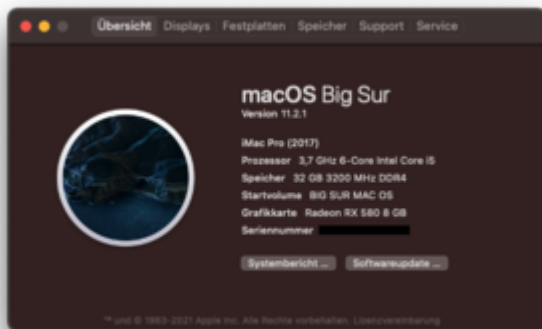 Übersicht Displays Festplatten Speicher Support Service
macOS Big Sur
Version 11.2.1
iMac Pro (2017)
Prozessor 3,7 GHz 6-Core Intel Core i5
Speicher 32 GB 3200 MHz DDR4
Startvolume BIG SUR MAC OS
Grafikkarte Radeon RX 580 8 GB
Seriennummer
Systembericht ... Softwareupdate ...
™ und © 1983-2021 Apple Inc. Alle Rechte vorbehalten. Lizenzvereinbarung